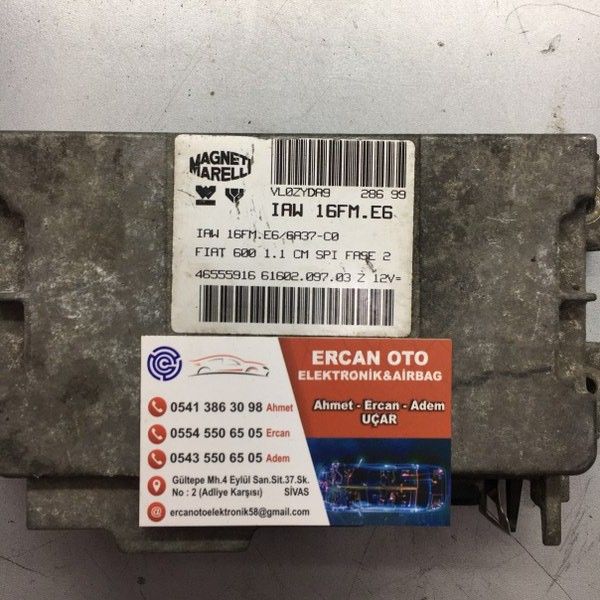 MAGNETI
MARELLI
VL0ZYDA9 286 99
IAW 16FM.E6
IAW 16FM.E6/6A37-C0
FIAT 600 1.1 CM SPI FASE 2
46555916 61602.097.03 Z 12V=
ERCAN OTO
ELEKTRONİK&AİRBAG
Ahmet - Ercan - Adem
UÇAR
0541 386 30 98 Ahmet
0554 550 65 05 Ercan
0543 550 65 05 Adem
Gültepe Mh.4 Eylül San.Sit.37.Sk.
No : 2 (Adliye Karşısı) SİVAS
ercanotoelektronik58@gmail.com